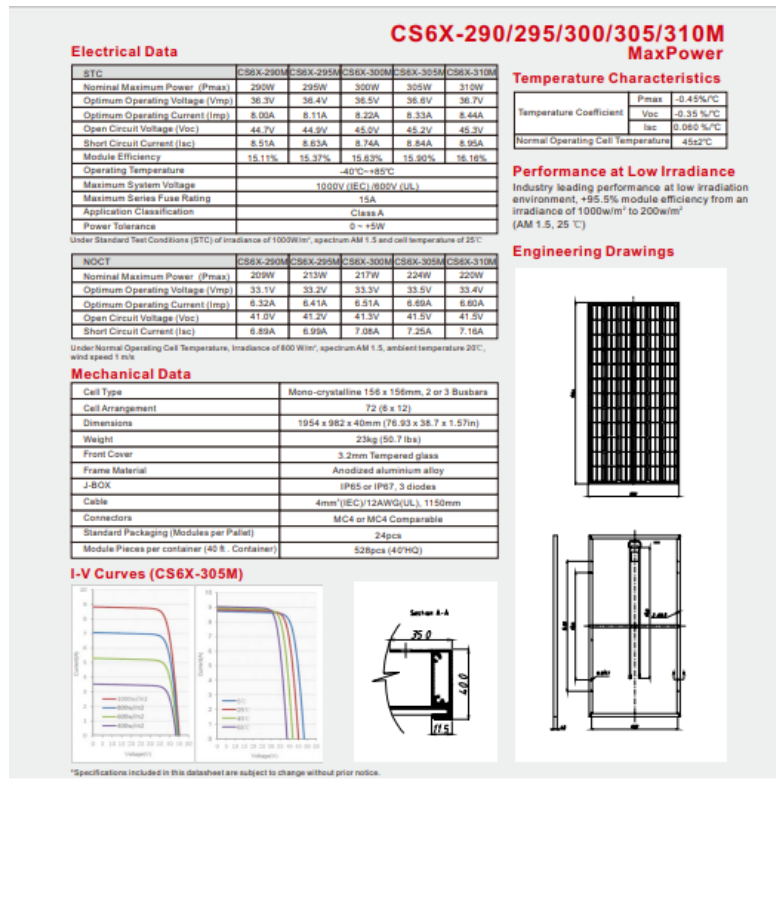 CS6X-290/295/300/305/310M
MaxPower
Electrical Data
STC CS6X-290M CS6X-295M CS6X-300M CS6X-305M CS6X-310M
Nominal Maximum Power (Pmax) 290W 295W 300W 305W 310W
Optimum Operating Voltage (Vmp) 36.3V 36.4V 36.5V 36.6V 36.7V
Optimum Operating Current (Imp) 8.00A 8.11A 8.22A 8.33A 8.44A
Open Circuit Voltage (Voc) 44.7V 44.9V 45.0V 45.2V 45.3V
Short Circuit Current (Isc) 8.51A 8.63A 8.74A 8.84A 8.95A
Module Efficiency 15.11% 15.37% 15.63% 15.90% 16.16%
Operating Temperature -40℃~+85℃
Maximum System Voltage 1000V (IEC) /600V (UL)
Maximum Series Fuse Rating 15A
Application Classification Class A
Power Tolerance 0 ~ +5W
Under Standard Test Conditions (STC) of irradiance of 1000W/m², spectrum AM 1.5 and cell temperature of 25℃
NOCT CS6X-290M CS6X-295M CS6X-300M CS6X-305M CS6X-310M
Nominal Maximum Power (Pmax) 209W 213W 217W 224W 220W
Optimum Operating Voltage (Vmp) 33.1V 33.2V 33.3V 33.5V 33.4V
Optimum Operating Current (Imp) 6.32A 6.41A 6.51A 6.69A 6.60A
Open Circuit Voltage (Voc) 41.0V 41.2V 41.3V 41.5V 41.5V
Short Circuit Current (Isc) 6.89A 6.99A 7.08A 7.25A 7.16A
Under Normal Operating Cell Temperature, Irradiance of 800 W/m², spectrum AM 1.5, ambient temperature 20℃,
wind speed 1 m/s
Mechanical Data
Cell Type Mono-crystalline 156 x 156mm, 2 or 3 Busbars
Cell Arrangement 72 (6 x 12)
Dimensions 1954 x 982 x 40mm (76.93 x 38.7 x 1.57in)
Weight 23kg (50.7 lbs)
Front Cover 3.2mm Tempered glass
Frame Material Anodized aluminium alloy
J-BOX IP65 or IP67, 3 diodes
Cable 4mm²(IEC)/12AWG(UL), 1150mm
Connectors MC4 or MC4 Comparable
Standard Packaging (Modules per Pallet) 24pcs
Module Pieces per container (40 ft . Container) 528pcs (40'HQ)
I-V Curves (CS6X-305M)
Section A-A
35.0
40.0
11.5
Temperature Characteristics
Temperature Coefficient
Pmax -0.45%/℃
Voc -0.35 %/℃
Isc 0.060 %/℃
Normal Operating Cell Temperature 45±2℃
Performance at Low Irradiance
Industry leading performance at low irradiation
environment, +95.5% module efficiency from an
irradiance of 1000w/m² to 200w/m²
(AM 1.5, 25 ℃)
Engineering Drawings
*Specifications included in this datasheet are subject to change without prior notice.